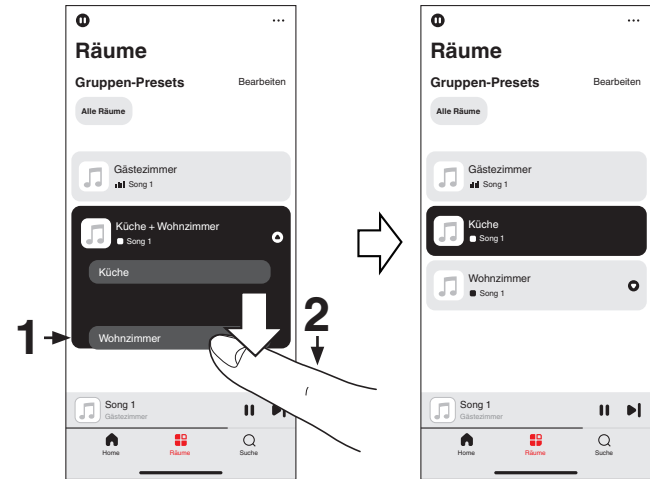 Räume
Gruppen-Presets Bearbeiten
Alle Räume
Gästezimmer
Song 1
Küche + Wohnzimmer
Song 1
Küche
Wohnzimmer
1
2
Song 1
Gästezimmer
Home Räume Suche
Räume
Gruppen-Presets Bearbeiten
Alle Räume
Gästezimmer
Song 1
Küche
Song 1
Wohnzimmer
Song 1
Song 1
Gästezimmer
Home Räume Suche